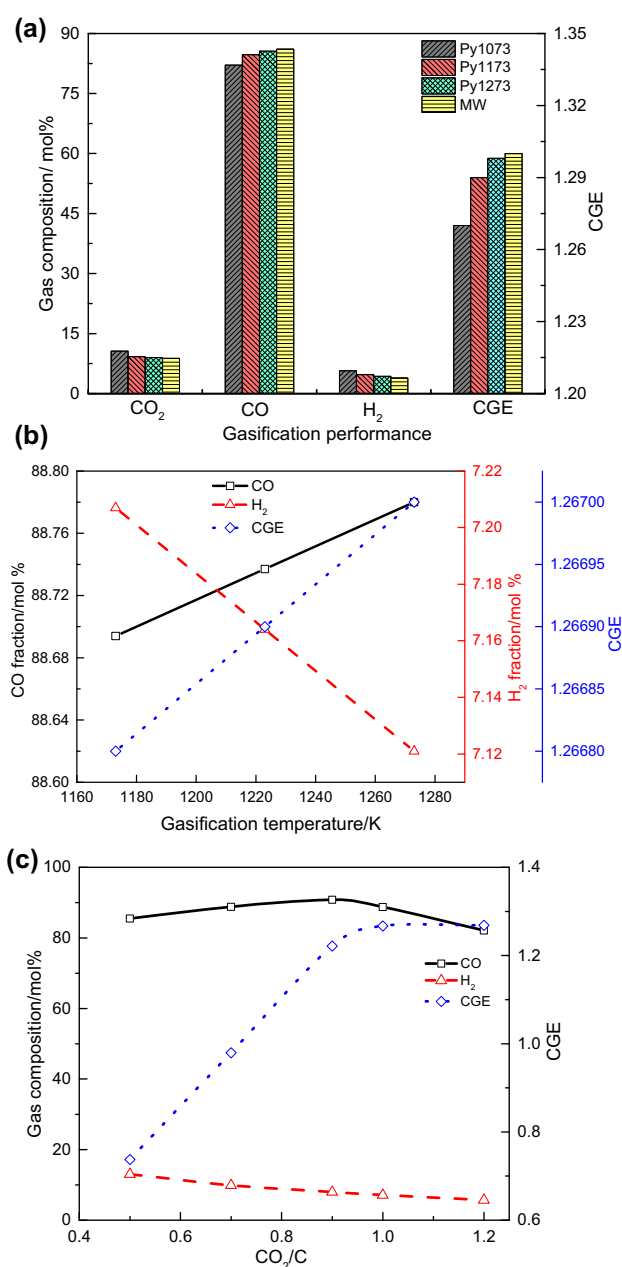 (a)
90
75
60
45
30
15
0
Gas composition/ mol%
Py1073
Py1173
Py1273
MW
1.35
1.32
1.29
1.26
1.23
1.20
CGE
CO2 CO H2 CGE
Gasification performance
(b)
88.80
88.76
88.72
88.68
88.64
88.60
CO fraction/mol %
CO
H2
CGE
7.22
7.20
7.18
7.16
7.14
7.12
H2 fraction/mol %
1.26700
1.26695
1.26690
1.26685
1.26680
CGE
1160 1180 1200 1220 1240 1260 1280
Gasification temperature/K
(c)
100
80
60
40
20
0
Gas composition/mol%
CO
H2
CGE
1.4
1.2
1.0
0.8
0.6
CGE
0.4 0.6 0.8 1.0 1.2
CO2/C